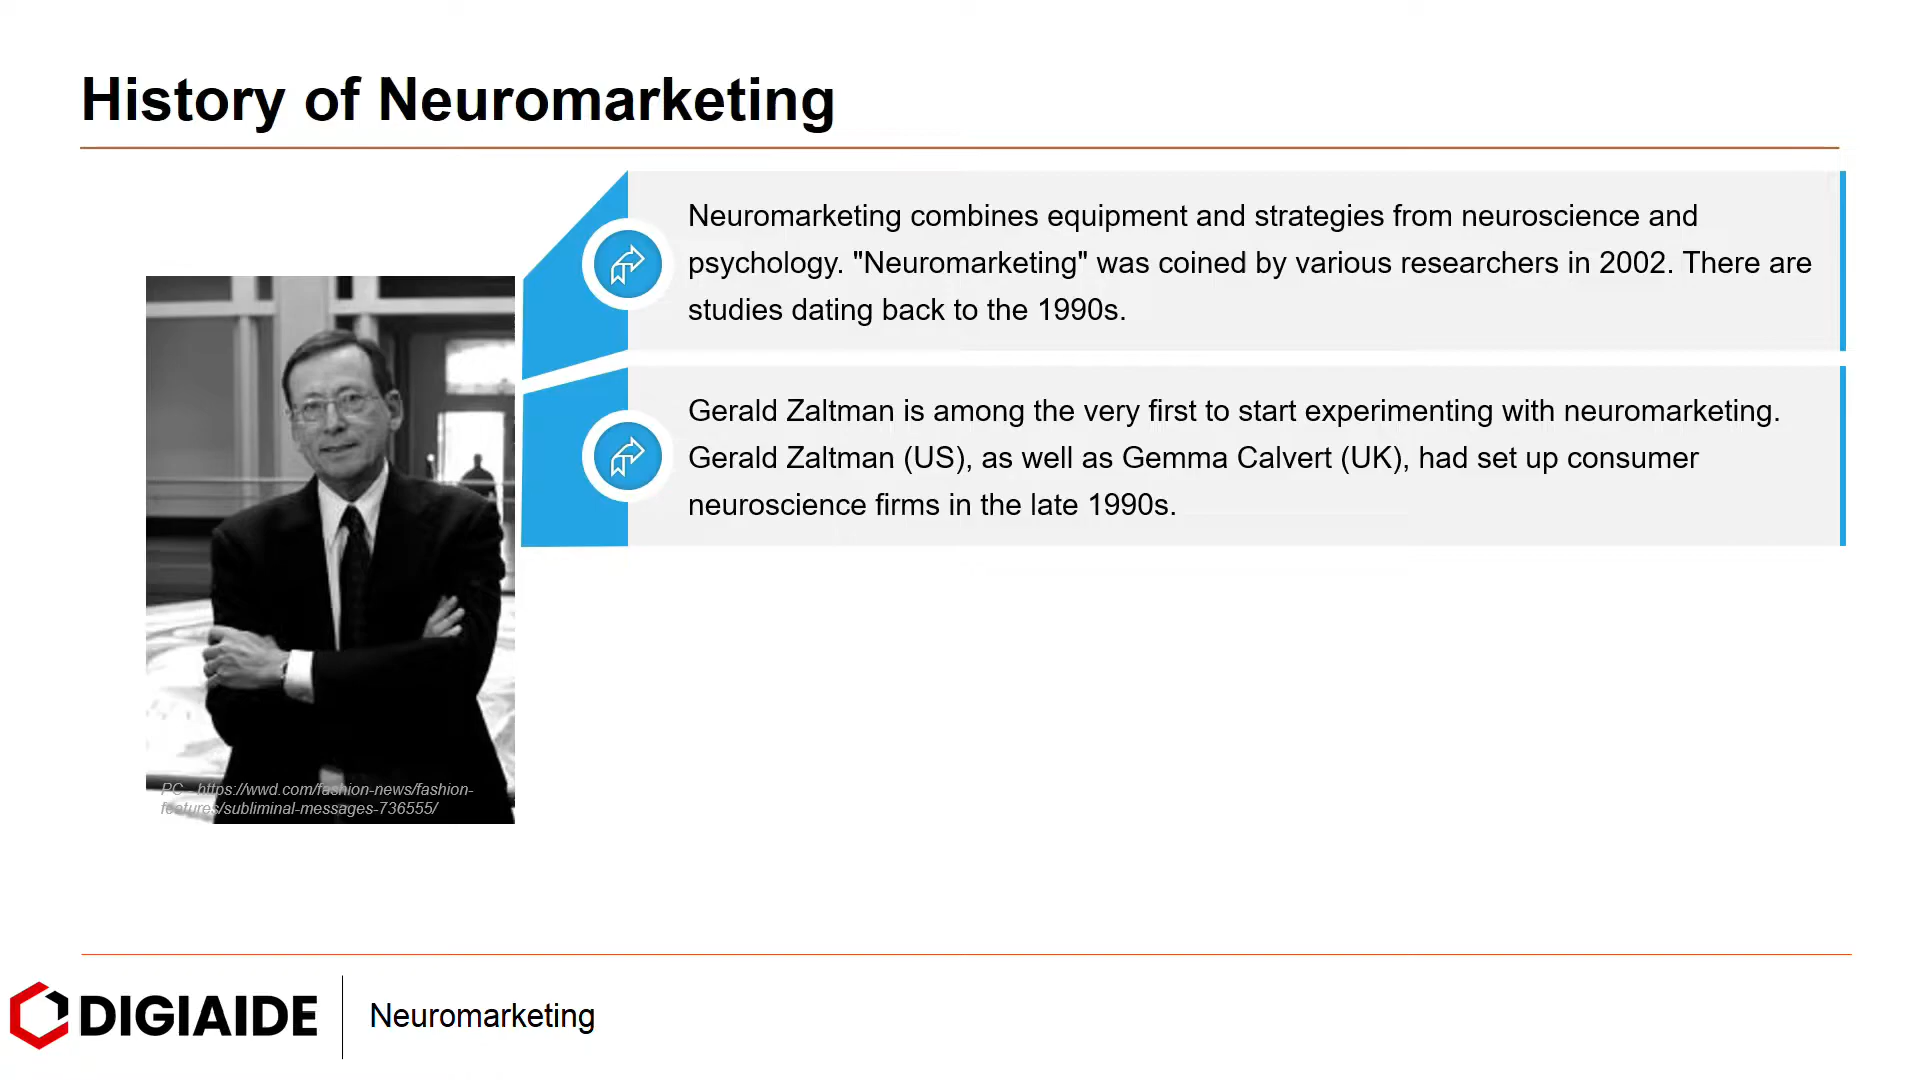 History of Neuromarketing
Neuromarketing combines equipment and strategies from neuroscience and
psychology. "Neuromarketing" was coined by various researchers in 2002. There are
studies dating back to the 1990s.
Gerald Zaltman is among the very first to start experimenting with neuromarketing.
Gerald Zaltman (US), as well as Gemma Calvert (UK), had set up consumer
neuroscience firms in the late 1990s.
PC - https://wwd.com/fashion-news/fashion-
features/subliminal-messages-736555/
DIGIAIDE
Neuromarketing